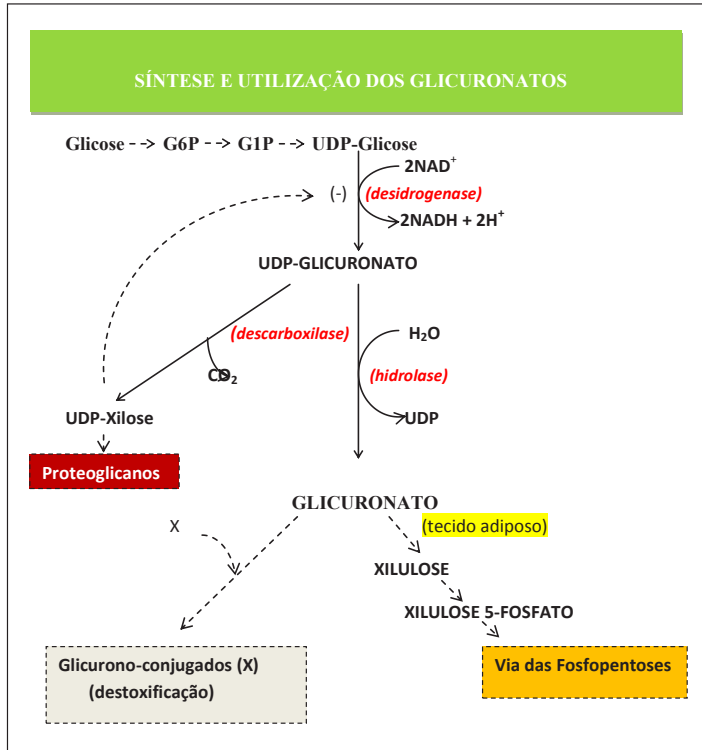 SÍNTESE E UTILIZAÇÃO DOS GLICURONATOS
Glicose --> G6P --> G1P --> UDP-Glicose
2NAD⁺
(-)
(desidrogenase)
2NADH + 2H⁺
UDP-GLICURONATO
(descarboxilase)
H₂O
CO₂
(hidrolase)
UDP-Xilose
UDP
Proteoglicanos
GLICURONATO
X
(tecido adiposo)
XILULOSE
XILULOSE 5-FOSFATO
Glicurono-conjugados (X)
(destoxificação)
Via das Fosfopentoses